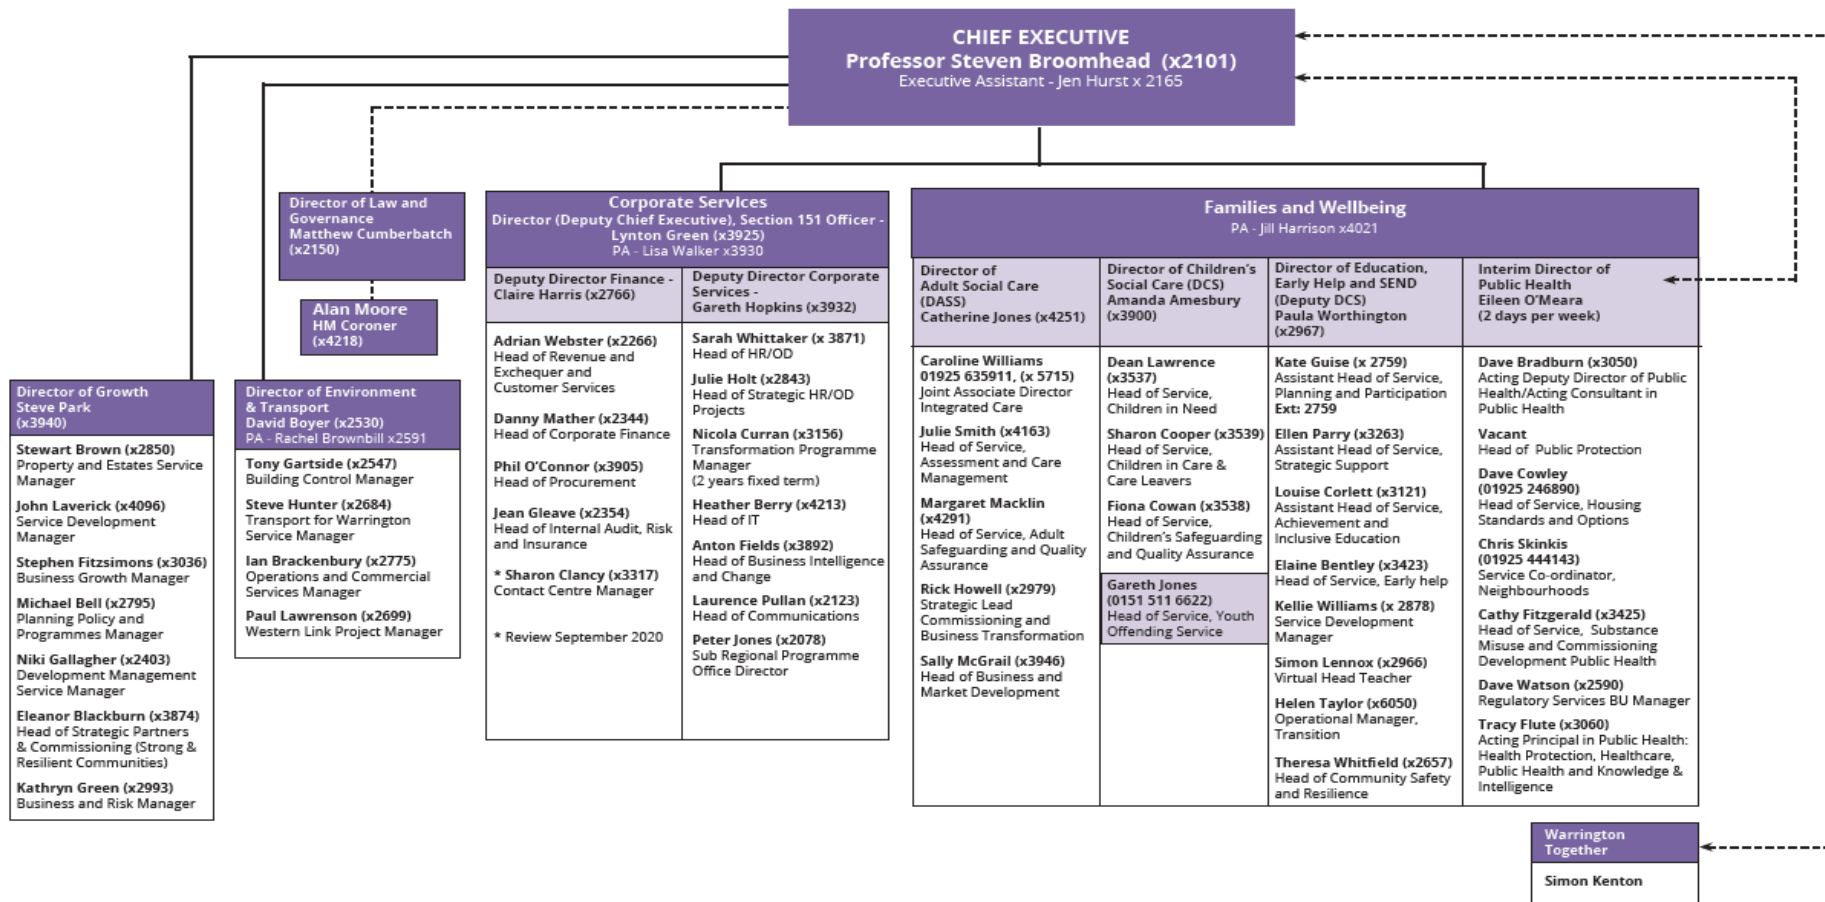 CHIEF EXECUTIVE
Professor Steven Broomhead (x2101)
Executive Assistant - Jen Hurst x 2165
Director of Law and
Governance
Matthew Cumberbatch
(x2150)
Alan Moore
HM Coroner
(x4218)
Director of Growth
Steve Park
(x3940)
Stewart Brown (x2850)
Property and Estates Service
Manager
John Laverick (x4096)
Service Development
Manager
Stephen Fitzsimons (x3036)
Business Growth Manager
Michael Bell (x2795)
Planning Policy and
Programmes Manager
Niki Gallagher (x2403)
Development Management
Service Manager
Eleanor Blackburn (x3874)
Head of Strategic Partners
& Commissioning (Strong &
Resilient Communities)
Kathryn Green (x2993)
Business and Risk Manager
Director of Environment
& Transport
David Boyer (x2530)
PA - Rachel Brownbill x2591
Tony Gartside (x2547)
Building Control Manager
Steve Hunter (x2684)
Transport for Warrington
Service Manager
Ian Brackenbury (x2775)
Operations and Commercial
Services Manager
Paul Lawrenson (x2699)
Western Link Project Manager
Corporate Services
Director (Deputy Chief Executive), Section 151 Officer -
Lynton Green (x3925)
PA - Lisa Walker x3930
Deputy Director Finance -
Claire Harris (x2766)
Adrian Webster (x2266)
Head of Revenue and
Exchequer and
Customer Services
Danny Mather (x2344)
Head of Corporate Finance
Phil O'Connor (x3905)
Head of Procurement
Jean Gleave (x2354)
Head of Internal Audit, Risk
and Insurance
* Sharon Clancy (x3317)
Contact Centre Manager
* Review September 2020
Deputy Director Corporate
Services -
Gareth Hopkins (x3932)
Sarah Whittaker (x 3871)
Head of HR/OD
Julie Holt (x2843)
Head of Strategic HR/OD
Projects
Nicola Curran (x3156)
Transformation Programme
Manager
(2 years fixed term)
Heather Berry (x4213)
Head of IT
Anton Fields (x3892)
Head of Business Intelligence
and Change
Laurence Pullan (x2123)
Head of Communications
Peter Jones (x2078)
Sub Regional Programme
Office Director
Families and Wellbeing
PA - Jill Harrison x4021
Director of
Adult Social Care
(DASS)
Catherine Jones (x4251)
Caroline Williams
01925 635911, (x 5715)
Joint Associate Director
Integrated Care
Julie Smith (x4163)
Head of Service,
Assessment and Care
Management
Margaret Macklin
(x4291)
Head of Service, Adult
Safeguarding and Quality
Assurance
Rick Howell (x2979)
Strategic Lead
Commissioning and
Business Transformation
Sally McGrail (x3946)
Head of Business and
Market Development
Director of Children's
Social Care (DCS)
Amanda Amesbury
(x3900)
Dean Lawrence
(x3537)
Head of Service,
Children in Need
Sharon Cooper (x3539)
Head of Service,
Children in Care &
Care Leavers
Fiona Cowan (x3538)
Head of Service,
Children's Safeguarding
and Quality Assurance
Gareth Jones
(0151 511 6622)
Head of Service, Youth
Offending Service
Director of Education,
Early Help and SEND
(Deputy DCS)
Paula Worthington
(x2967)
Kate Guise (x 2759)
Assistant Head of Service,
Planning and Participation
Ext: 2759
Ellen Parry (x3263)
Assistant Head of Service,
Strategic Support
Louise Corlett (x3121)
Assistant Head of Service,
Achievement and
Inclusive Education
Elaine Bentley (x3423)
Head of Service, Early help
Kellie Williams (x 2878)
Service Development
Manager
Simon Lennox (x2966)
Virtual Head Teacher
Helen Taylor (x6050)
Operational Manager,
Transition
Theresa Whitfield (x2657)
Head of Community Safety
and Resilience
Interim Director of
Public Health
Eileen O'Meara
(2 days per week)
Dave Bradburn (x3050)
Acting Deputy Director of Public
Health/Acting Consultant in
Public Health
Vacant
Head of Public Protection
Dave Cowley
(01925 246890)
Head of Service, Housing
Standards and Options
Chris Skinkis
(01925 444143)
Service Co-ordinator,
Neighbourhoods
Cathy Fitzgerald (x3425)
Head of Service, Substance
Misuse and Commissioning
Development Public Health
Dave Watson (x2590)
Regulatory Services BU Manager
Tracy Flute (x3060)
Acting Principal in Public Health:
Health Protection, Healthcare,
Public Health and Knowledge &
Intelligence
Warrington
Together
Simon Kenton